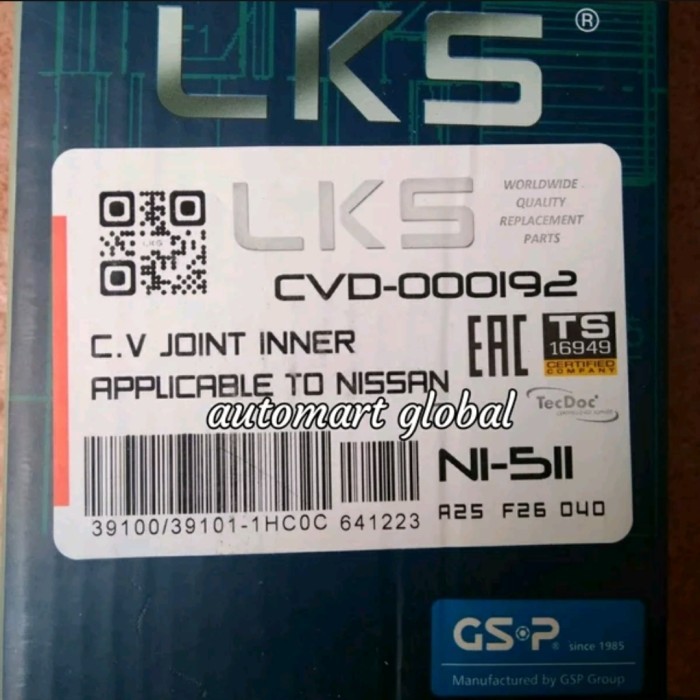 LKS®
LKS
WORLDWIDE
QUALITY
REPLACEMENT
PARTS
CVD-000192
C.V JOINT INNER
APPLICABLE TO NISSAN
EAC
TS
16949
CERTIFIED
COMPANY
automart global
TecDoc
NI-511
39100/39101-1HC0C 641223
A25 F26 040
GSP® since 1985
Manufactured by GSP Group